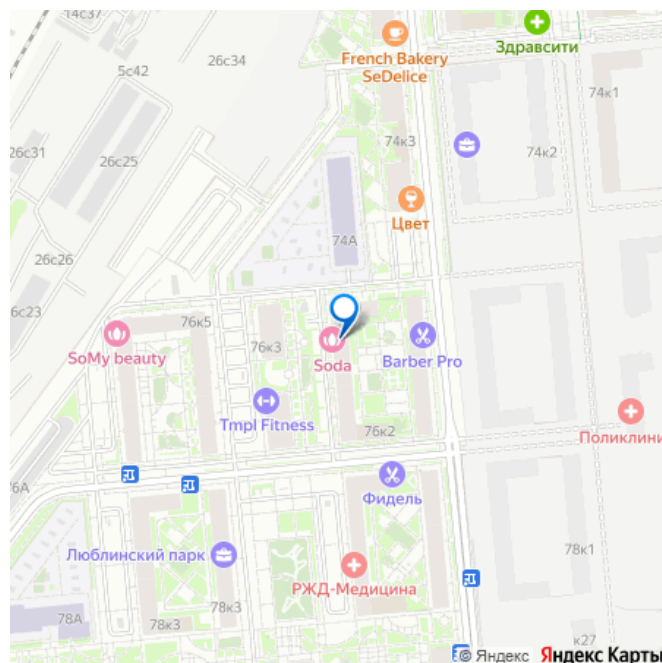 14с37
Здравсити
French Bakery
SeDelice
26с34
5с42
74к1
74к3
26с31
26с25
74к2
Цвет
74А
26с26
26с23
76к5
SoMy beauty
76к3
Soda
Barber Pro
Tmpl Fitness
76к2
Поликлини
76А
Фидель
Люблинский парк
78к1
РЖД-Медицина
78А
78к3
78к3
к27
© Яндекс Яндекс Карты